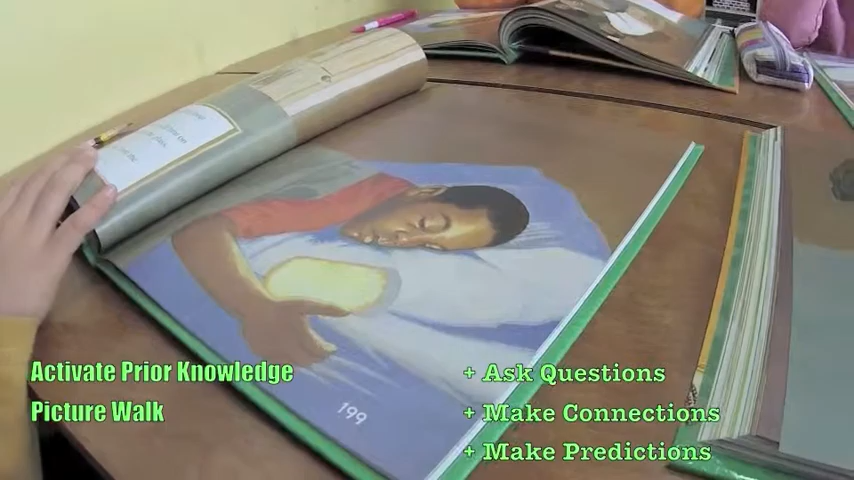 Activate Prior Knowledge
Picture Walk
+ Ask Questions
+ Make Connections
+ Make Predictions
199